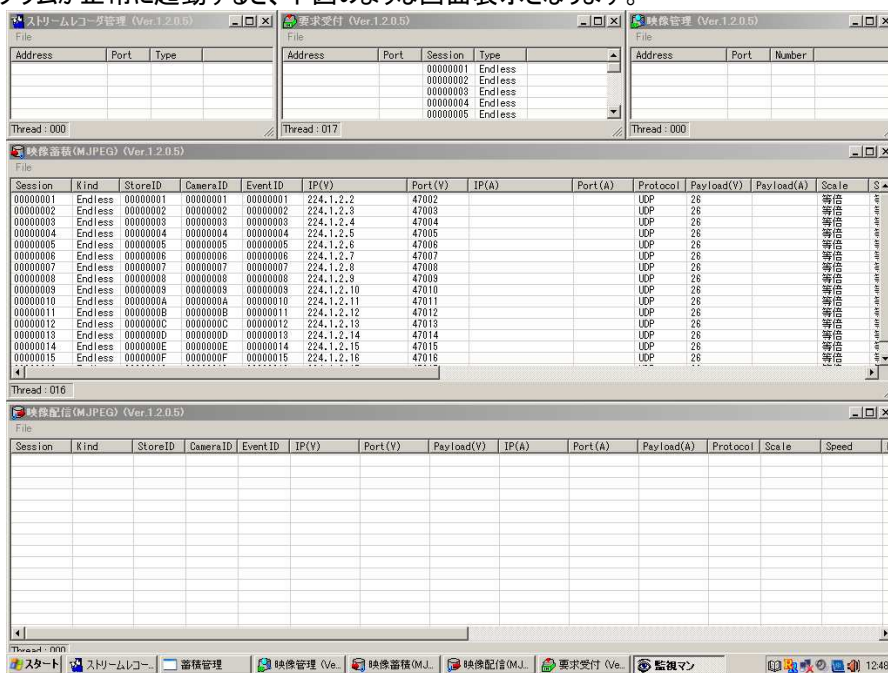 ラムが正常に起動すると、下図のような画面表示となります。
ストリームレコーダ管理 (Ver.1.2.0.5)
File
Address Port Type
Thread : 000
要求受付 (Ver.1.2.0.5)
File
Address Port Session Type
00000001 Endless
00000002 Endless
00000003 Endless
00000004 Endless
00000005 Endless
Thread : 017
映像管理 (Ver.1.2.0.5)
File
Address Port Number
Thread : 000
映像蓄積(MJPEG) (Ver.1.2.0.5)
File
Session Kind StoreID CameraID EventID IP(V) Port(V) IP(A) Port(A) Protocol Payload(V) Payload(A) Scale S
00000001 Endless 00000001 00000001 00000001 224.1.2.2 47002 UDP 26 等倍
00000002 Endless 00000002 00000002 00000002 224.1.2.3 47003 UDP 26 等倍
00000003 Endless 00000003 00000003 00000003 224.1.2.4 47004 UDP 26 等倍
00000004 Endless 00000004 00000004 00000004 224.1.2.5 47005 UDP 26 等倍
00000005 Endless 00000005 00000005 00000005 224.1.2.6 47006 UDP 26 等倍
00000006 Endless 00000006 00000006 00000006 224.1.2.7 47007 UDP 26 等倍
00000007 Endless 00000007 00000007 00000007 224.1.2.8 47008 UDP 26 等倍
00000008 Endless 00000008 00000008 00000008 224.1.2.9 47009 UDP 26 等倍
00000009 Endless 00000009 00000009 00000009 224.1.2.10 47010 UDP 26 等倍
00000010 Endless 0000000A 0000000A 00000010 224.1.2.11 47011 UDP 26 等倍
00000011 Endless 0000000B 0000000B 00000011 224.1.2.12 47012 UDP 26 等倍
00000012 Endless 0000000C 0000000C 00000012 224.1.2.13 47013 UDP 26 等倍
00000013 Endless 0000000D 0000000D 00000013 224.1.2.14 47014 UDP 26 等倍
00000014 Endless 0000000E 0000000E 00000014 224.1.2.15 47015 UDP 26 等倍
00000015 Endless 0000000F 0000000F 00000015 224.1.2.16 47016 UDP 26 等倍
Thread : 016
映像配信(MJPEG) (Ver.1.2.0.5)
File
Session Kind StoreID CameraID EventID IP(V) Port(V) Payload(V) IP(A) Port(A) Payload(A) Protocol Scale Speed
Thread : 000
スタート ストリームレコー... 蓄積管理 映像管理 (Ve... 映像蓄積(MJ... 映像配信(MJ... 要求受付 (Ve... 監視マン 12:48